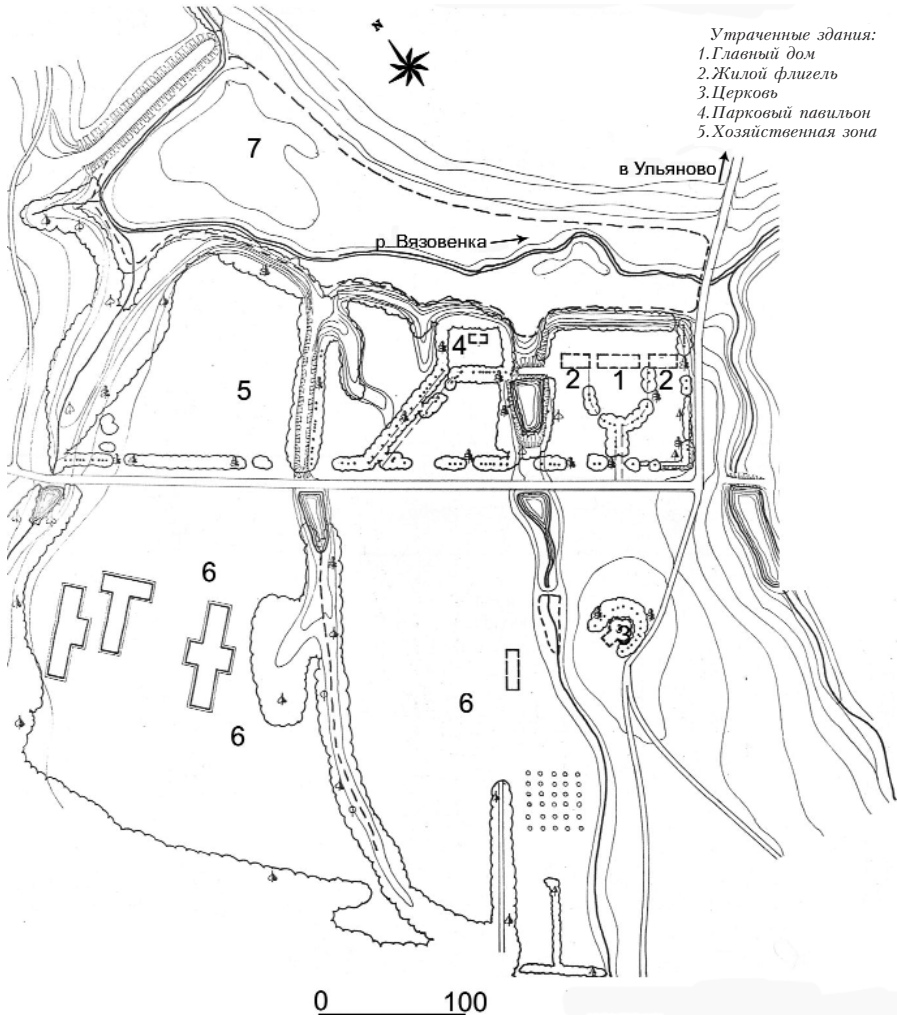 N
Утраченные здания:
1.Главный дом
2.Жилой флигель
3.Церковь
4.Парковый павильон
5.Хозяйственная зона
7
в Ульяново
р. Вязовенка
4
2 1 2
5
6
3
6
6
0 100